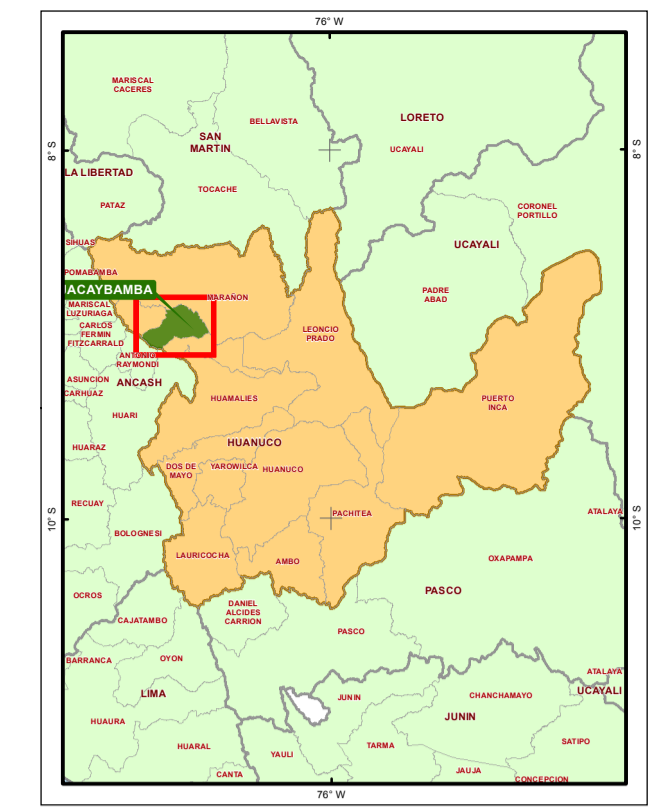 76° W
MARISCAL
CACERES
BELLAVISTA
LORETO
SAN
MARTIN
UCAYALI
8° S
8° S
LA LIBERTAD
TOCACHE
PATAZ
CORONEL
PORTILLO
SIHUAS
UCAYALI
POMABAMBA
JACAYBAMBA
MARAÑON
PADRE
ABAD
MARISCAL
LUZURIAGA
CARLOS
FERMIN
FITZCARRALD
LEONCIO
PRADO
ANTONIO
RAYMONDI
ASUNCION
ANCASH
CARHUAZ
HUAMALIES
PUERTO
INCA
HUARI
HUANUCO
HUARAZ
DOS DE
MAYO
YAROWILCA
HUANUCO
RECUAY
PACHITEA
ATALAYA
10° S
10° S
BOLOGNESI
LAURICOCHA
AMBO
OXAPAMPA
OCROS
PASCO
DANIEL
ALCIDES
CARRION
CAJATAMBO
PASCO
BARRANCA
OYON
ATALAYA
LIMA
JUNIN
CHANCHAMAYO
UCAYALI
HUAURA
JUNIN
HUARAL
YAULI
TARMA
SATIPO
CANTA
JAUJA
CONCEPCION
76° W